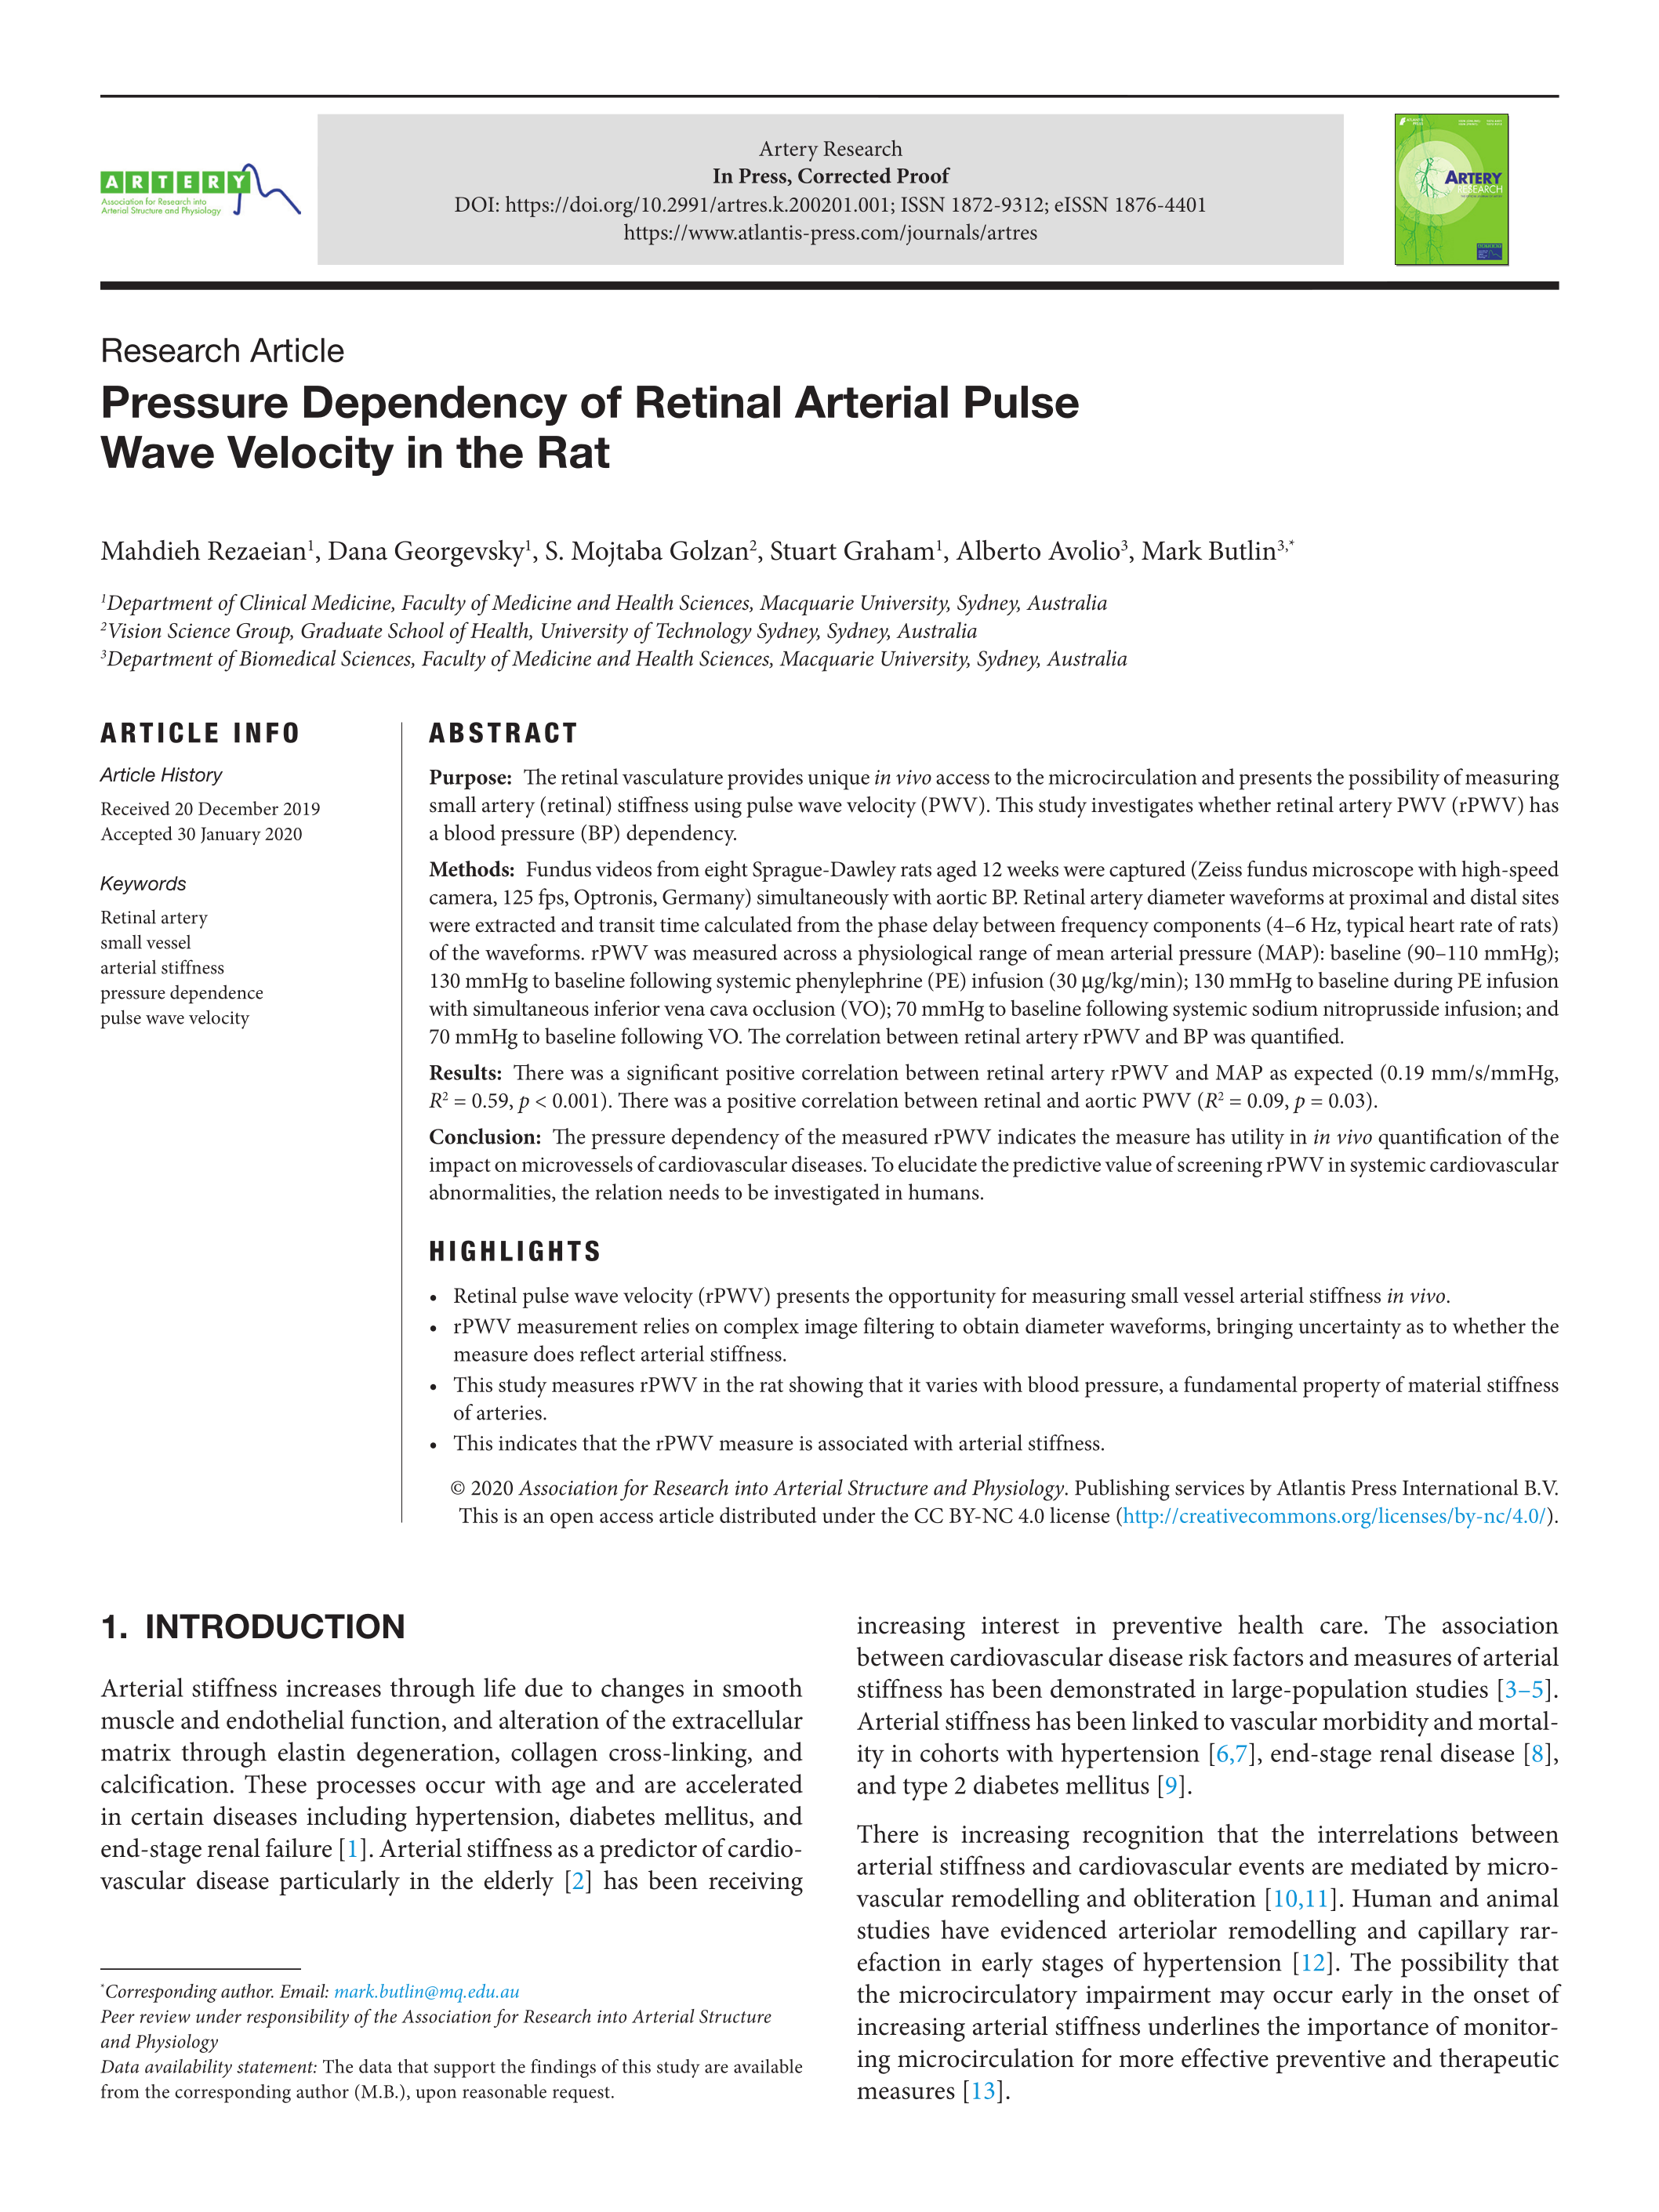 ARTERY
Association for Research into
Arterial Structure and Physiology
Artery Research
In Press, Corrected Proof
DOI: https://doi.org/10.2991/artres.k.200201.001; ISSN 1872-9312; eISSN 1876-4401
https://www.atlantis-press.com/journals/artres
ARTERY
RESEARCH
Research Article
Pressure Dependency of Retinal Arterial Pulse
Wave Velocity in the Rat
Mahdieh Rezaeian¹, Dana Georgevsky¹, S. Mojtaba Golzan², Stuart Graham¹, Alberto Avolio³, Mark Butlin³,*
¹Department of Clinical Medicine, Faculty of Medicine and Health Sciences, Macquarie University, Sydney, Australia
²Vision Science Group, Graduate School of Health, University of Technology Sydney, Sydney, Australia
³Department of Biomedical Sciences, Faculty of Medicine and Health Sciences, Macquarie University, Sydney, Australia
ARTICLE INFO
Article History
Received 20 December 2019
Accepted 30 January 2020
Keywords
Retinal artery
small vessel
arterial stiffness
pressure dependence
pulse wave velocity
ABSTRACT
Purpose: The retinal vasculature provides unique in vivo access to the microcirculation and presents the possibility of measuring
small artery (retinal) stiffness using pulse wave velocity (PWV). This study investigates whether retinal artery PWV (rPWV) has
a blood pressure (BP) dependency.
Methods: Fundus videos from eight Sprague-Dawley rats aged 12 weeks were captured (Zeiss fundus microscope with high-speed
camera, 125 fps, Optronis, Germany) simultaneously with aortic BP. Retinal artery diameter waveforms at proximal and distal sites
were extracted and transit time calculated from the phase delay between frequency components (4–6 Hz, typical heart rate of rats)
of the waveforms. rPWV was measured across a physiological range of mean arterial pressure (MAP): baseline (90–110 mmHg);
130 mmHg to baseline following systemic phenylephrine (PE) infusion (30 μg/kg/min); 130 mmHg to baseline during PE infusion
with simultaneous inferior vena cava occlusion (VO); 70 mmHg to baseline following systemic sodium nitroprusside infusion; and
70 mmHg to baseline following VO. The correlation between retinal artery rPWV and BP was quantified.
Results: There was a significant positive correlation between retinal artery rPWV and MAP as expected (0.19 mm/s/mmHg,
R² = 0.59, p < 0.001). There was a positive correlation between retinal and aortic PWV (R² = 0.09, p = 0.03).
Conclusion: The pressure dependency of the measured rPWV indicates the measure has utility in in vivo quantification of the
impact on microvessels of cardiovascular diseases. To elucidate the predictive value of screening rPWV in systemic cardiovascular
abnormalities, the relation needs to be investigated in humans.
HIGHLIGHTS
• Retinal pulse wave velocity (rPWV) presents the opportunity for measuring small vessel arterial stiffness in vivo.
• rPWV measurement relies on complex image filtering to obtain diameter waveforms, bringing uncertainty as to whether the
measure does reflect arterial stiffness.
• This study measures rPWV in the rat showing that it varies with blood pressure, a fundamental property of material stiffness
of arteries.
• This indicates that the rPWV measure is associated with arterial stiffness.
© 2020 Association for Research into Arterial Structure and Physiology. Publishing services by Atlantis Press International B.V.
This is an open access article distributed under the CC BY-NC 4.0 license (http://creativecommons.org/licenses/by-nc/4.0/).
1. INTRODUCTION
Arterial stiffness increases through life due to changes in smooth
muscle and endothelial function, and alteration of the extracellular
matrix through elastin degeneration, collagen cross-linking, and
calcification. These processes occur with age and are accelerated
in certain diseases including hypertension, diabetes mellitus, and
end-stage renal failure [1]. Arterial stiffness as a predictor of cardio-
vascular disease particularly in the elderly [2] has been receiving
*Corresponding author. Email: mark.butlin@mq.edu.au
Peer review under responsibility of the Association for Research into Arterial Structure
and Physiology
Data availability statement: The data that support the findings of this study are available
from the corresponding author (M.B.), upon reasonable request.
increasing interest in preventive health care. The association
between cardiovascular disease risk factors and measures of arterial
stiffness has been demonstrated in large-population studies [3–5].
Arterial stiffness has been linked to vascular morbidity and mortal-
ity in cohorts with hypertension [6,7], end-stage renal disease [8],
and type 2 diabetes mellitus [9].
There is increasing recognition that the interrelations between
arterial stiffness and cardiovascular events are mediated by micro-
vascular remodelling and obliteration [10,11]. Human and animal
studies have evidenced arteriolar remodelling and capillary rar-
efaction in early stages of hypertension [12]. The possibility that
the microcirculatory impairment may occur early in the onset of
increasing arterial stiffness underlines the importance of monitor-
ing microcirculation for more effective preventive and therapeutic
measures [13].